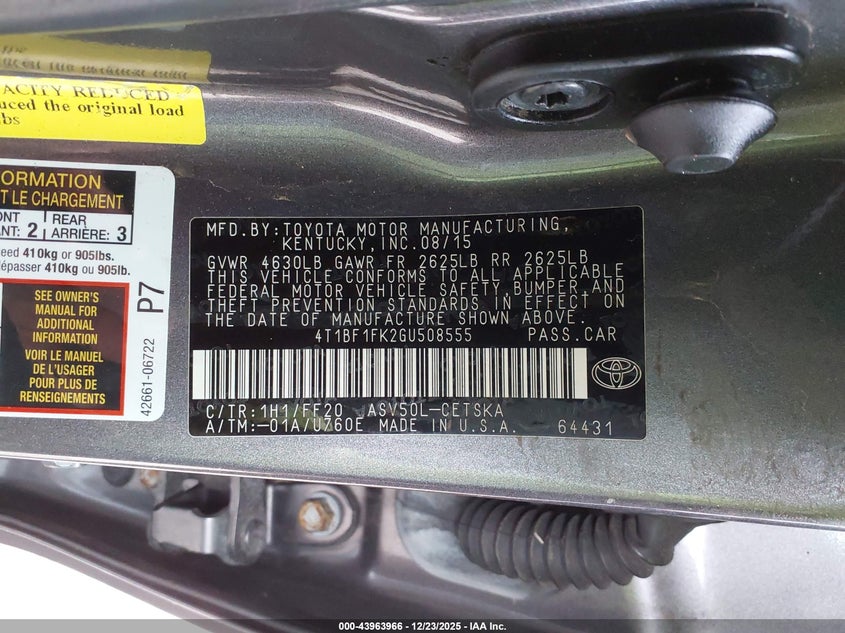 ACITY REDUCED
uced the original load
bs
ORMATION
T LE CHARGEMENT
ONT
ANT: 2
REAR
ARRIÈRE: 3
eed 410kg or 905lbs.
dépasser 410kg ou 905lb.
SEE OWNER'S
MANUAL FOR
ADDITIONAL
INFORMATION
VOIR LE MANUEL
DE L'USAGER
POUR PLUS DE
RENSEIGNEMENTS
P7
42661-06722
MFD.BY:TOYOTA MOTOR MANUFACTURING,
KENTUCKY,INC.08/15
GVWR 4630LB GAWR FR 2625LB RR 2625LB
THIS VEHICLE CONFORMS TO ALL APPLICABLE
FEDERAL MOTOR VEHICLE SAFETY,BUMPER,AND
THEFT PREVENTION STANDARDS IN EFFECT ON
THE DATE OF MANUFACTURE SHOWN ABOVE.
4T1BF1FK2GU508555 PASS.CAR
C/TR:1H1/FF20 ASV50L-CETSKA
A/TM:-01A/U760E MADE IN U.S.A. 64431
000-43963966 - 12/23/2025 - IAA Inc.